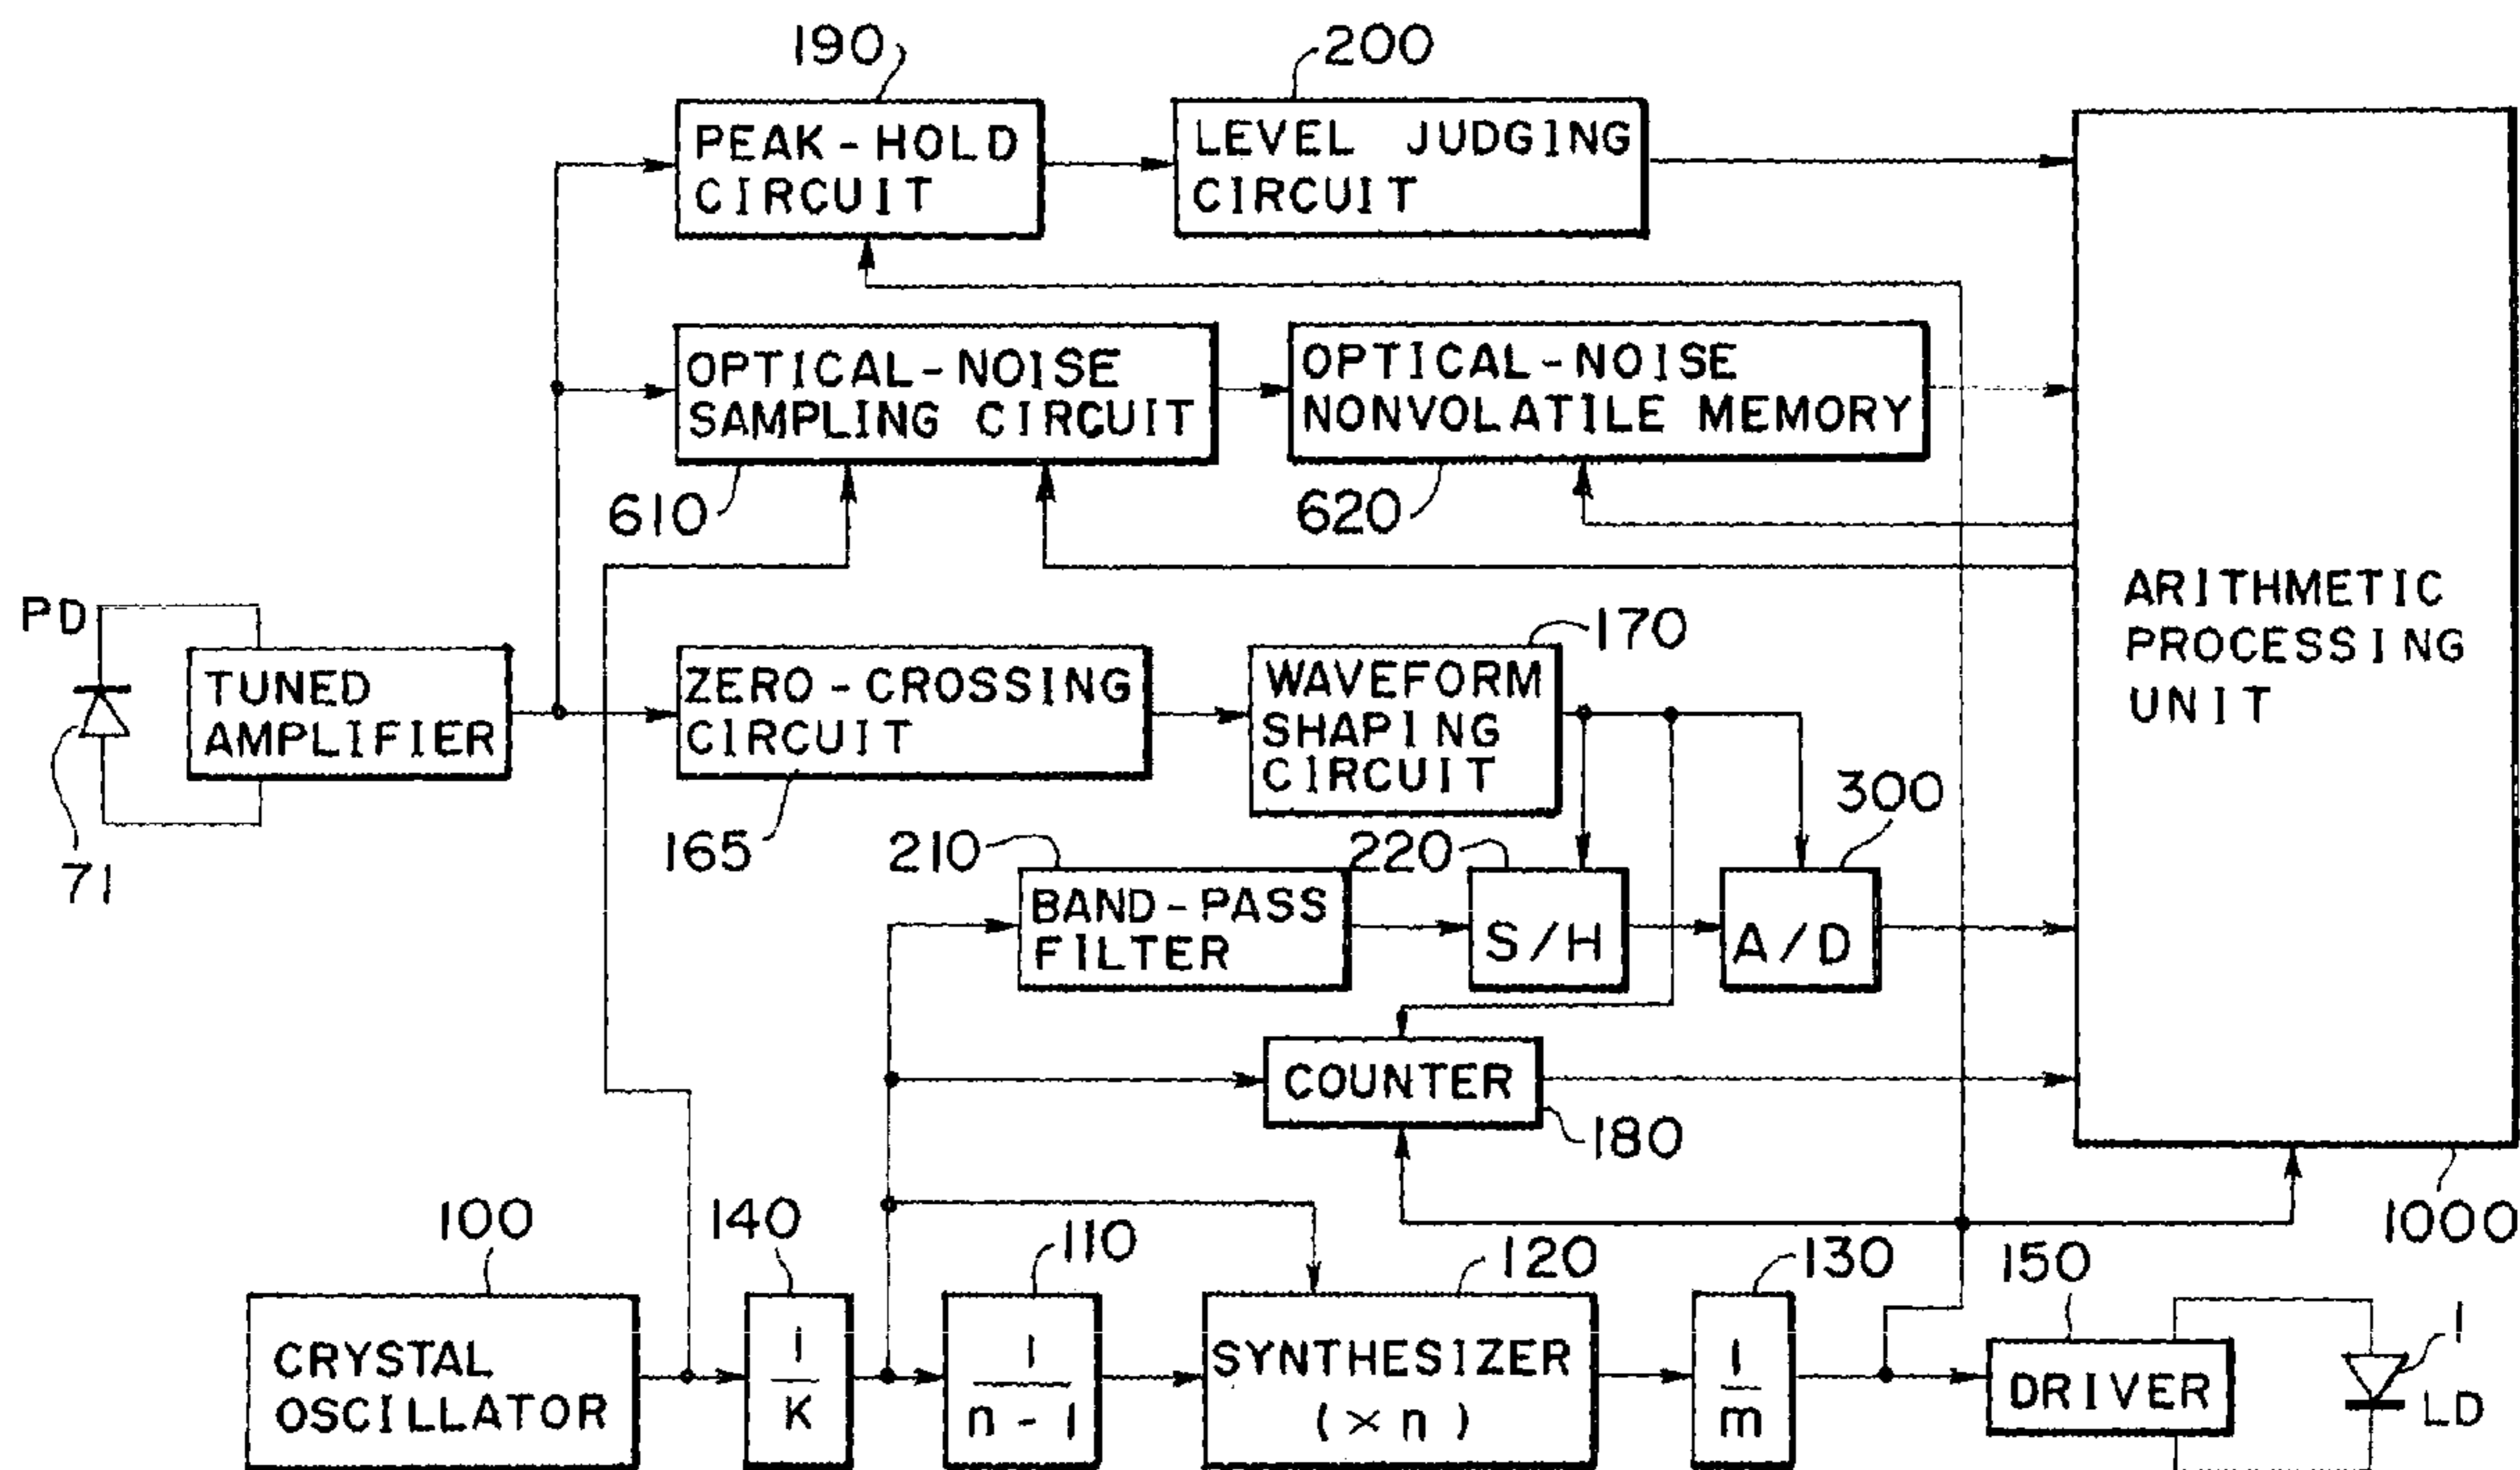 190
200
PEAK-HOLD
CIRCUIT
LEVEL JUDGING
CIRCUIT
OPTICAL-NOISE
SAMPLING CIRCUIT
OPTICAL-NOISE
NONVOLATILE MEMORY
610
620
ARITHMETIC
PROCESSING
UNIT
PD
170
TUNED
AMPLIFIER
ZERO-CROSSING
CIRCUIT
WAVEFORM
SHAPING
CIRCUIT
300
71
165
210
220
BAND-PASS
FILTER
S/H
A/D
COUNTER
180
1000
100
140
110
120
130
150
CRYSTAL
OSCILLATOR
1
K
1
n-1
SYNTHESIZER
(×n)
1
m
DRIVER
1
LD